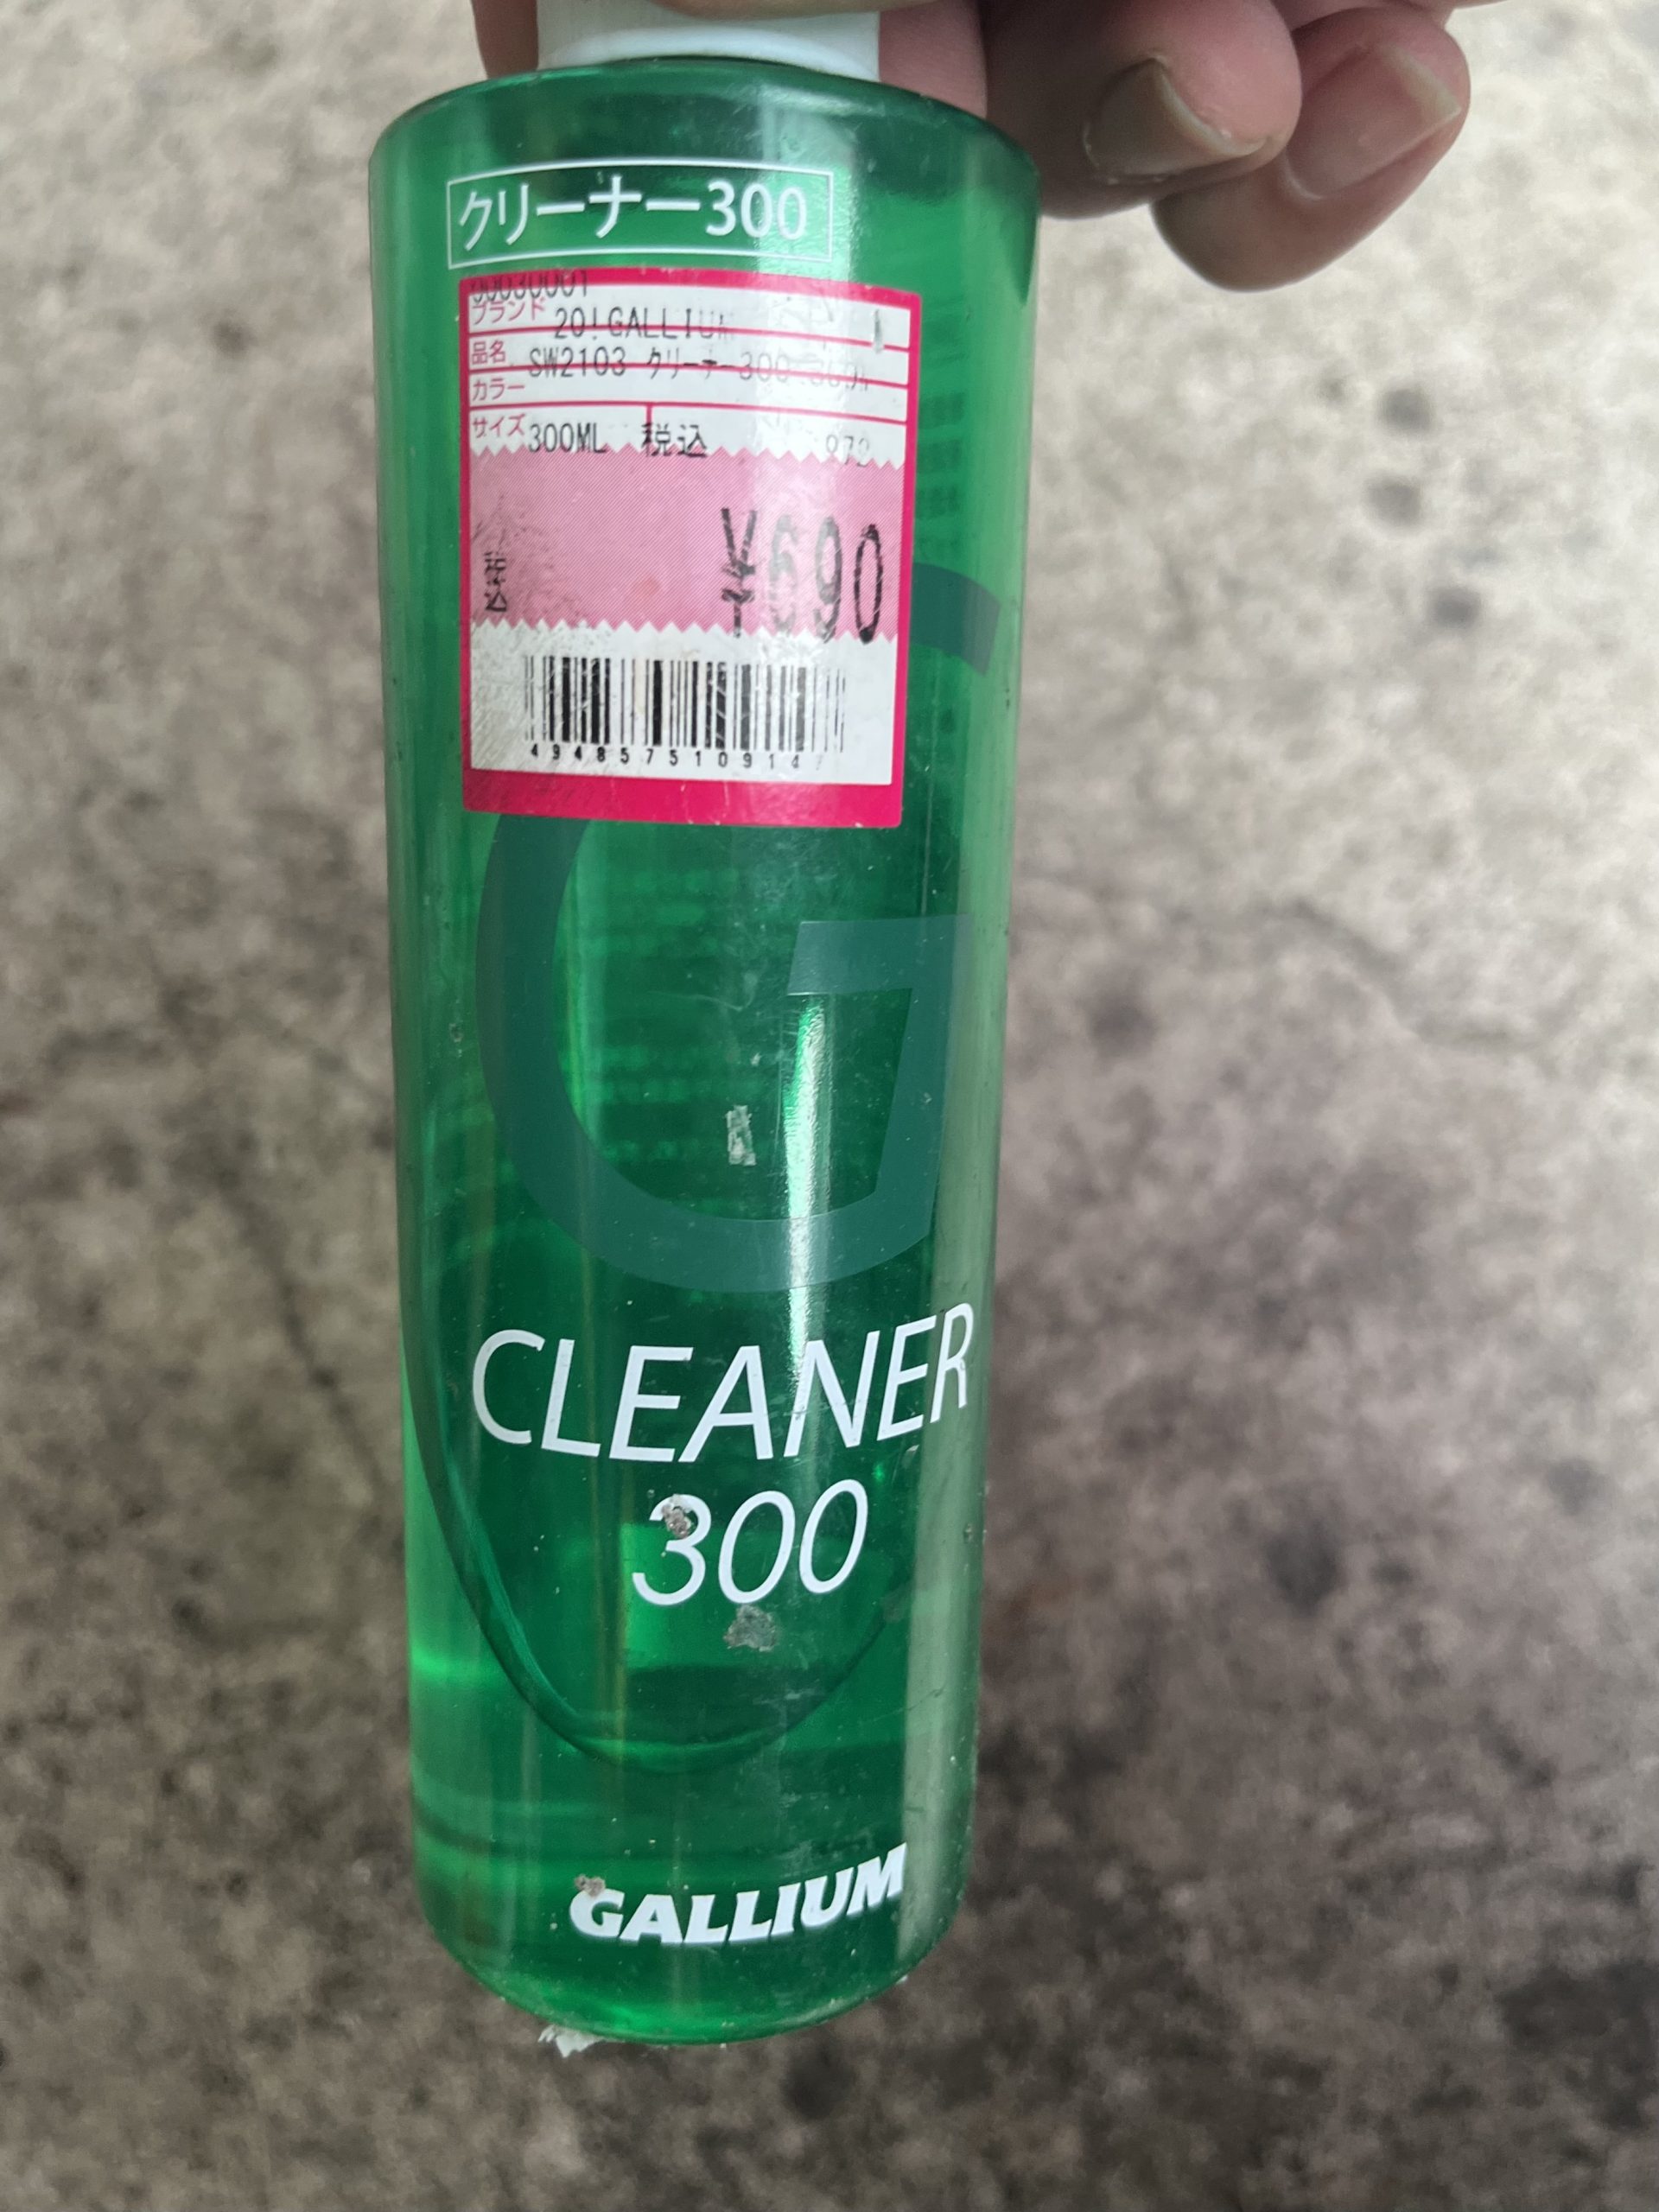 クリーナー300
00030001
ブランド 20!GALLIUM
品名 SW2103 クリーナー300
カラー
サイズ 300ML 税込
¥690
494857510914
CLEANER
300
GALLIUM